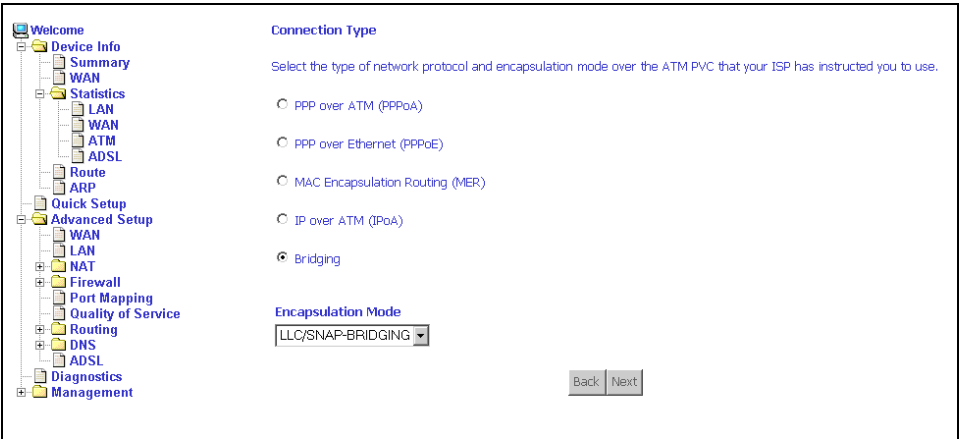 Welcome
Device Info
Summary
WAN
Statistics
LAN
WAN
ATM
ADSL
Route
ARP
Quick Setup
Advanced Setup
WAN
LAN
NAT
Firewall
Port Mapping
Quality of Service
Routing
DNS
ADSL
Diagnostics
Management
Connection Type
Select the type of network protocol and encapsulation mode over the ATM PVC that your ISP has instructed you to use.
PPP over ATM (PPPoA)
PPP over Ethernet (PPPoE)
MAC Encapsulation Routing (MER)
IP over ATM (IPoA)
Bridging
Encapsulation Mode
LLC/SNAP-BRIDGING
Back Next